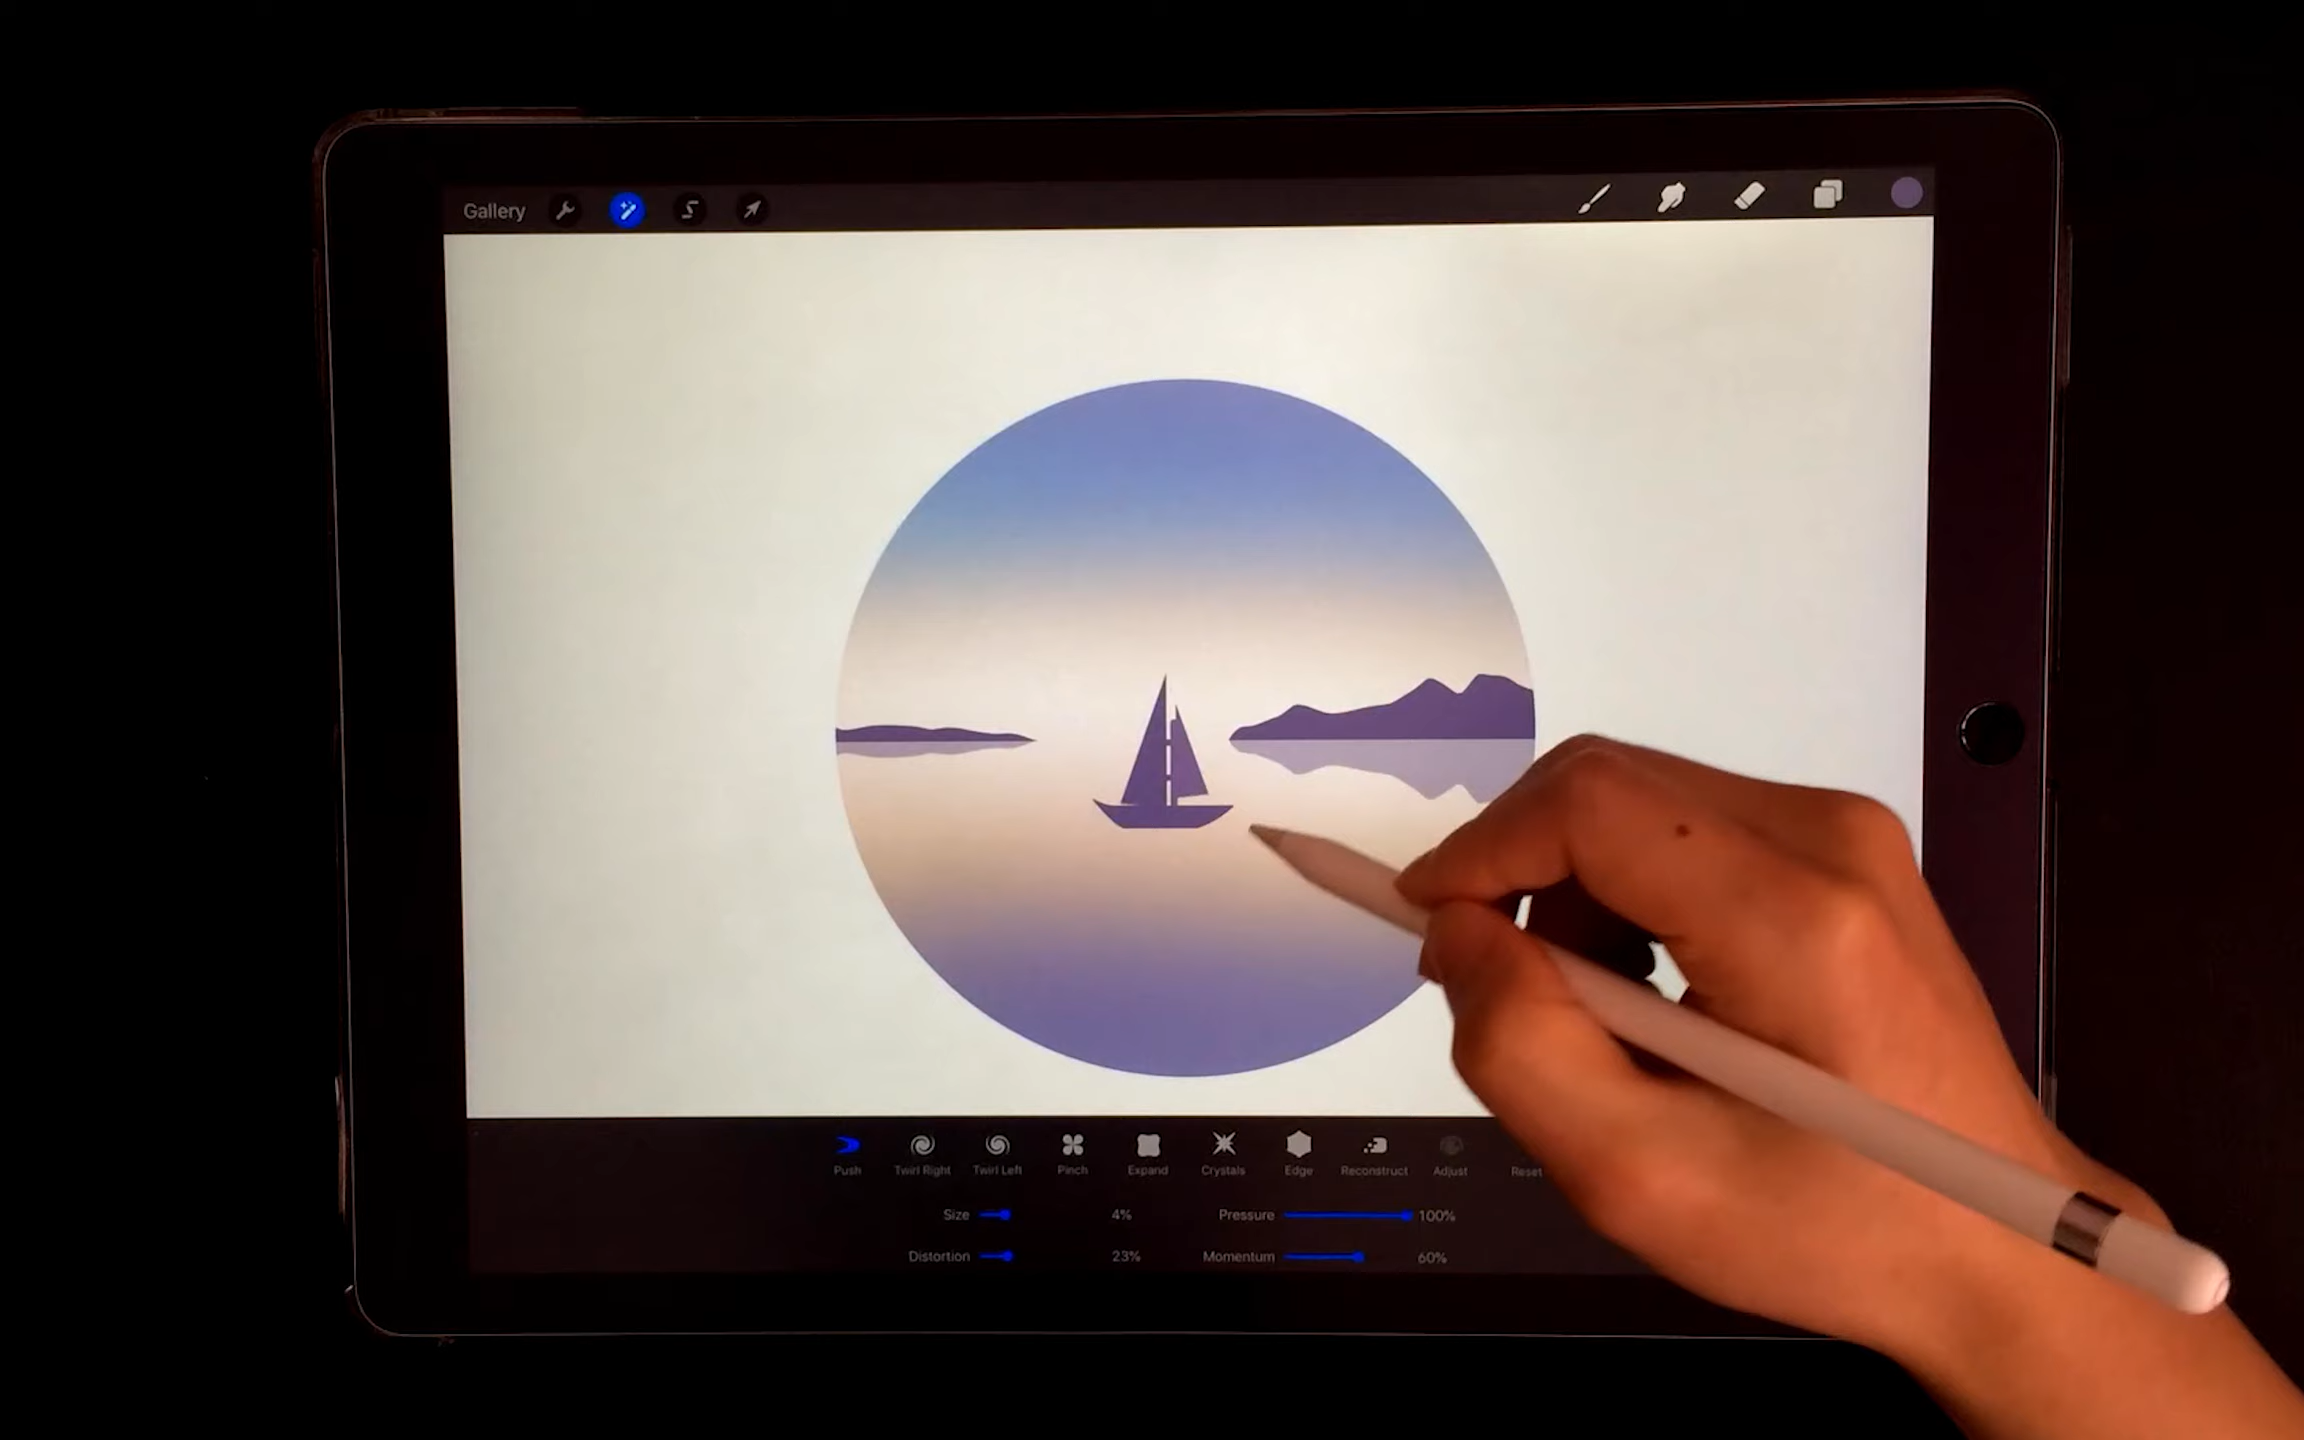 Gallery
Push Twirl Right Twirl Left Pinch Expand Crystals Edge Reconstruct Adjust Reset
Size 4% Pressure 100%
Distortion 23% Momentum 60%